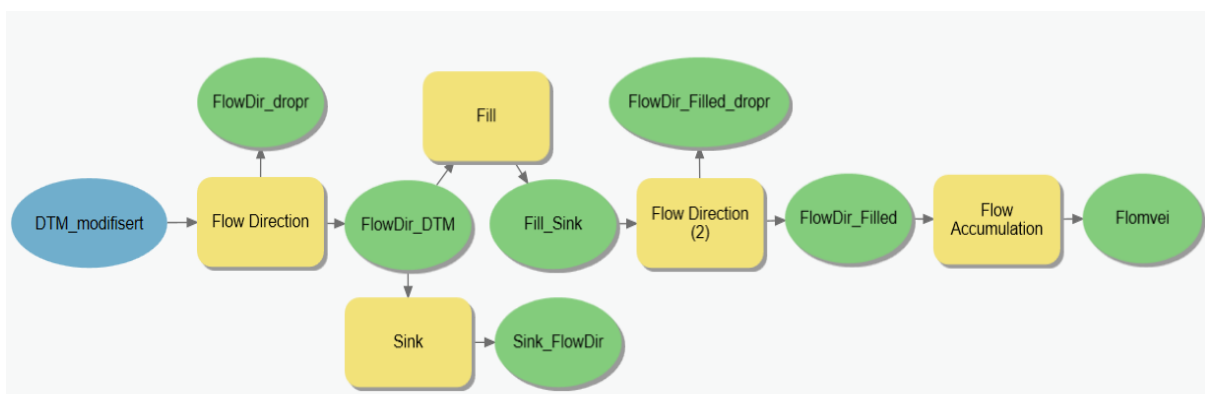 FlowDir_dropr
Fill
FlowDir_Filled_dropr
DTM_modifisert
Flow Direction
FlowDir_DTM
Fill_Sink
Flow Direction
(2)
FlowDir_Filled
Flow
Accumulation
Flomvei
Sink
Sink_FlowDir